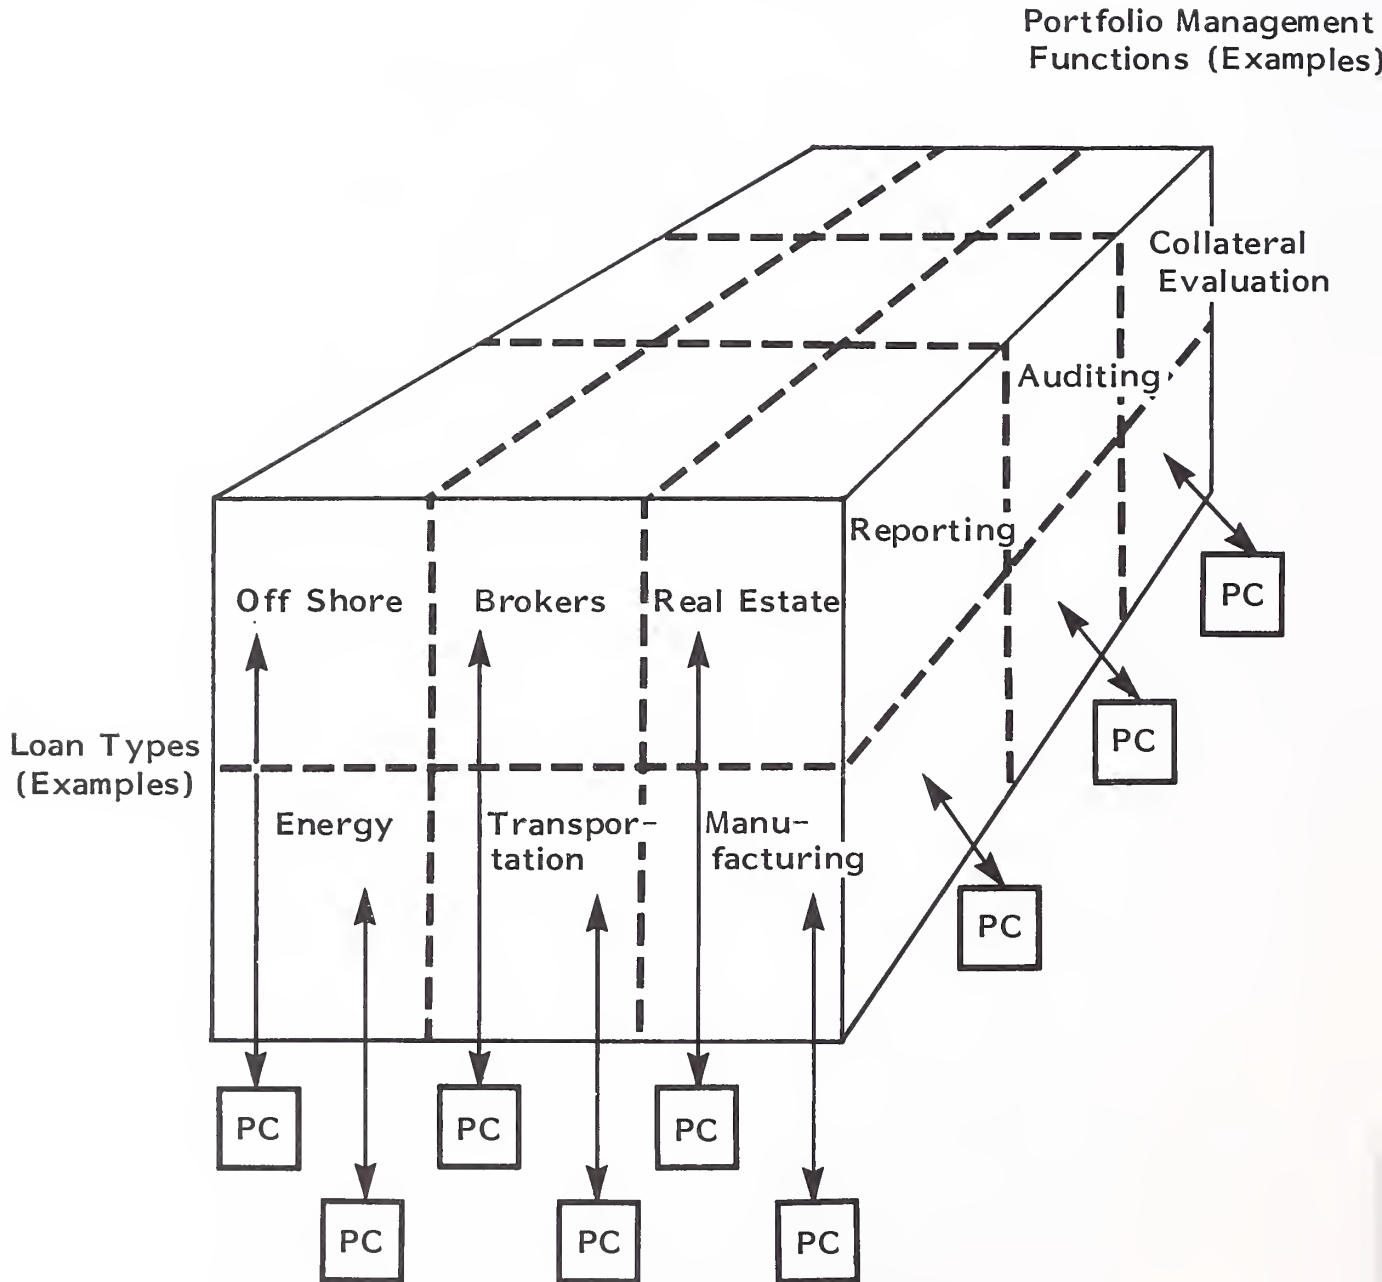 Portfolio Management
Functions (Examples)
Collateral
Evaluation
Auditing
Reporting
Off Shore
Brokers
Real Estate
Loan Types
(Examples)
Energy
Transpor-
tation
Manu-
facturing
PC
PC
PC
PC
PC
PC
PC
PC
PC